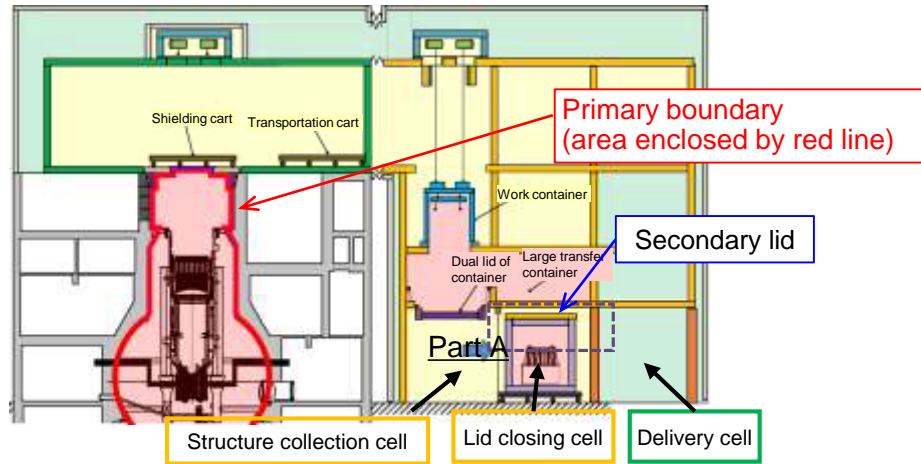 Shielding cart
Transportation cart
Primary boundary
(area enclosed by red line)
Work container
Secondary lid
Dual lid of
container
Large transfer
container
Part A
Structure collection cell
Lid closing cell
Delivery cell